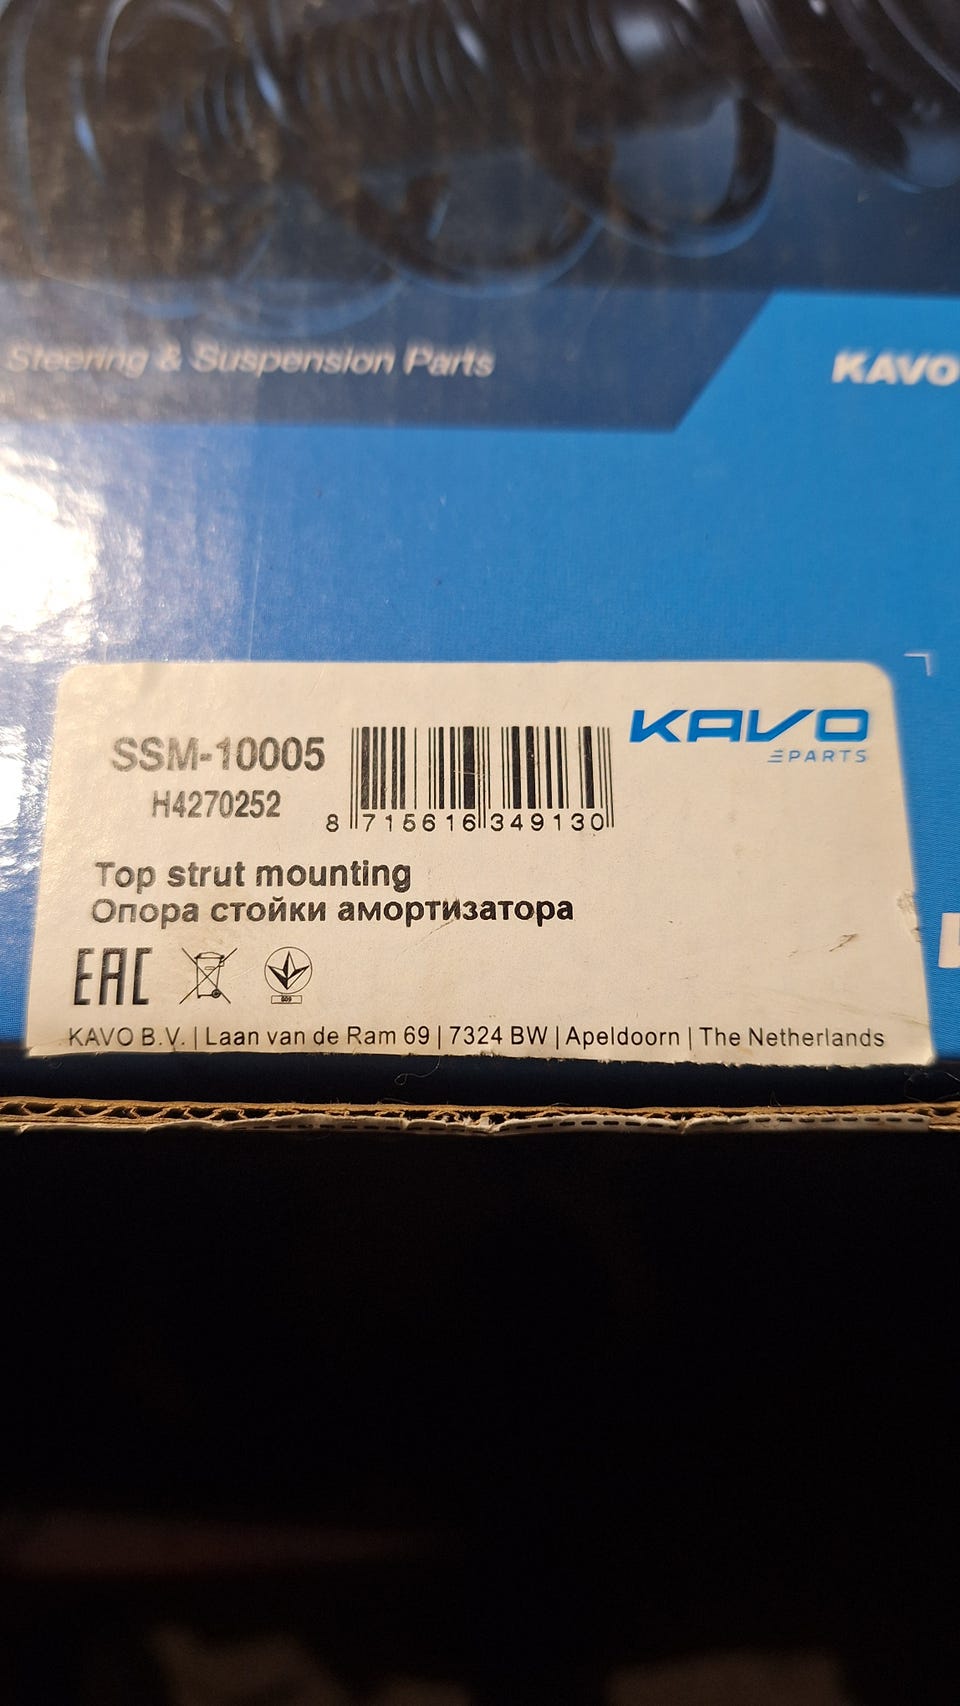 Steering & Suspension Parts
KAVO
SSM-10005
H4270252
8 715616 349130
KAVO
PARTS
Top strut mounting
Опора стойки амортизатора
EAC
609
KAVO B.V. | Laan van de Ram 69 | 7324 BW | Apeldoorn | The Netherlands